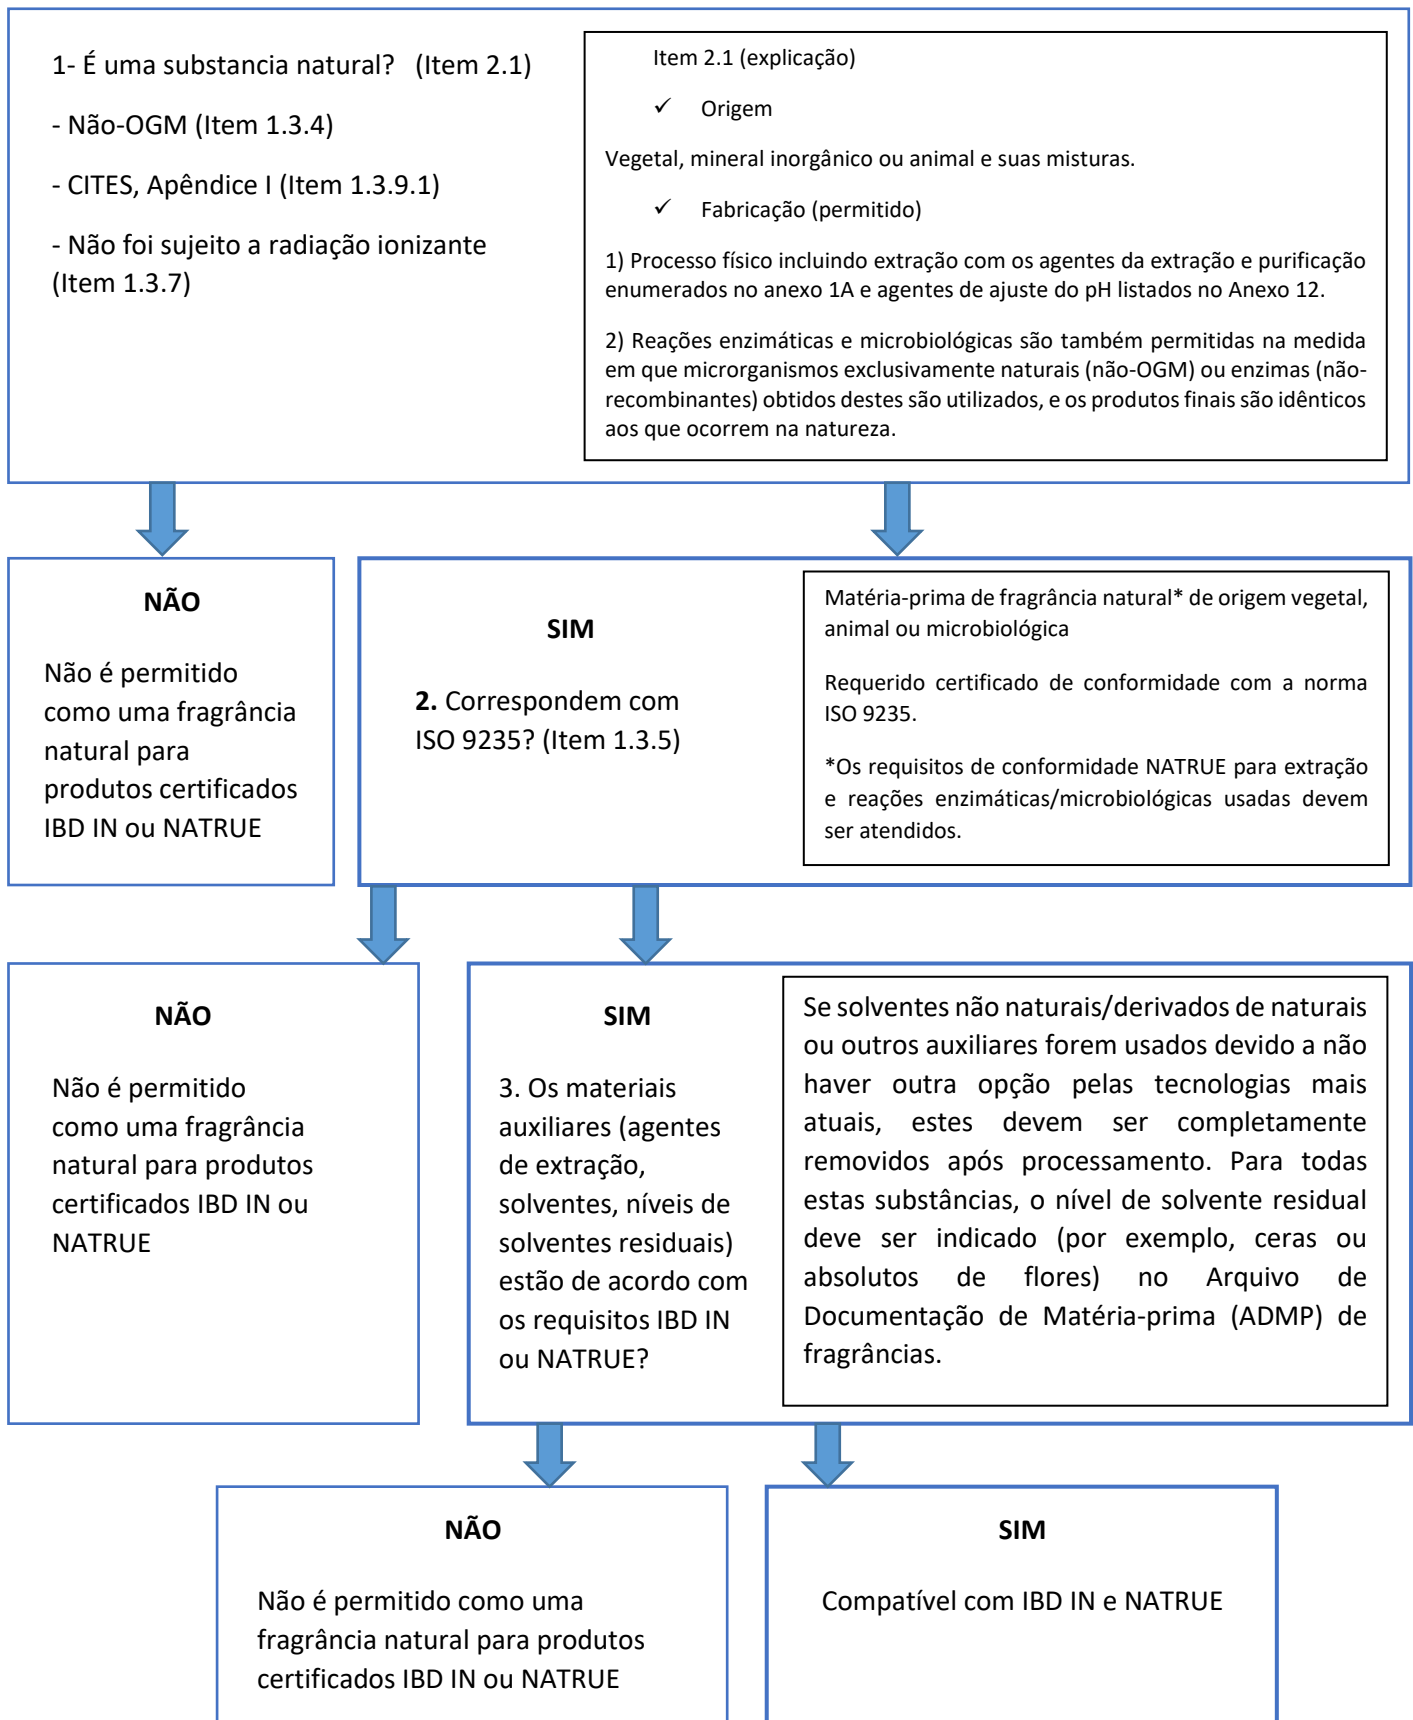 1- É uma substancia natural? (Item 2.1)
- Não-OGM (Item 1.3.4)
- CITES, Apêndice I (Item 1.3.9.1)
- Não foi sujeito a radiação ionizante
(Item 1.3.7)
Item 2.1 (explicação)
✓ Origem
Vegetal, mineral inorgânico ou animal e suas misturas.
✓ Fabricação (permitido)
1) Processo físico incluindo extração com os agentes da extração e purificação
enumerados no anexo 1A e agentes de ajuste do pH listados no Anexo 12.
2) Reações enzimáticas e microbiológicas são também permitidas na medida
em que microrganismos exclusivamente naturais (não-OGM) ou enzimas (não-
recombinantes) obtidos destes são utilizados, e os produtos finais são idênticos
aos que ocorrem na natureza.
NÃO
Não é permitido
como uma fragrância
natural para
produtos certificados
IBD IN ou NATRUE
SIM
2. Correspondem com
ISO 9235? (Item 1.3.5)
Matéria-prima de fragrância natural* de origem vegetal,
animal ou microbiológica
Requerido certificado de conformidade com a norma
ISO 9235.
*Os requisitos de conformidade NATRUE para extração
e reações enzimáticas/microbiológicas usadas devem
ser atendidos.
NÃO
Não é permitido
como uma fragrância
natural para produtos
certificados IBD IN ou
NATRUE
SIM
3. Os materiais
auxiliares (agentes
de extração,
solventes, níveis de
solventes residuais)
estão de acordo com
os requisitos IBD IN
ou NATRUE?
Se solventes não naturais/derivados de naturais
ou outros auxiliares forem usados devido a não
haver outra opção pelas tecnologias mais
atuais, estes devem ser completamente
removidos após processamento. Para todas
estas substâncias, o nível de solvente residual
deve ser indicado (por exemplo, ceras ou
absolutos de flores) no Arquivo de
Documentação de Matéria-prima (ADMP) de
fragrâncias.
NÃO
Não é permitido como uma
fragrância natural para produtos
certificados IBD IN ou NATRUE
SIM
Compatível com IBD IN e NATRUE